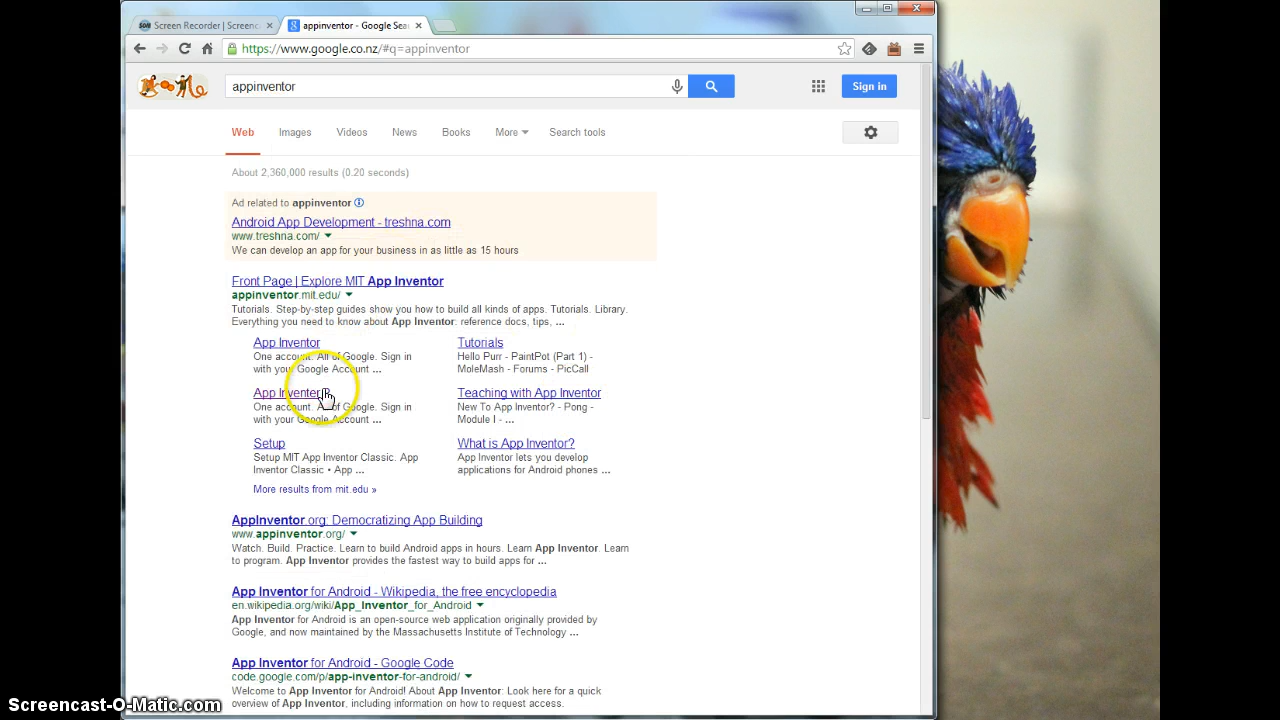 Screen Recorder | Screenc
appinventor - Google Sea
https://www.google.co.nz/#q=appinventor
appinventor
Sign in
Web Images Videos News Books More Search tools
About 2,360,000 results (0.20 seconds)
Ad related to appinventor
Android App Development - treshna.com
www.treshna.com/
We can develop an app for your business in as little as 15 hours
Front Page | Explore MIT App Inventor
appinventor.mit.edu/
Tutorials. Step-by-step guides show you how to build all kinds of apps. Tutorials. Library.
Everything you need to know about App Inventor: reference docs, tips, ...
App Inventor
One account. All of Google. Sign in
with your Google Account ...
Tutorials
Hello Purr - PaintPot (Part 1) -
MoleMash - Forums - PicCall
App Inventor
One account. All of Google. Sign in
with your Google Account ...
Teaching with App Inventor
New To App Inventor? - Pong -
Module I - ...
Setup
Setup MIT App Inventor Classic. App
Inventor Classic • App ...
What is App Inventor?
App Inventor lets you develop
applications for Android phones ...
More results from mit.edu »
AppInventor.org: Democratizing App Building
www.appinventor.org/
Watch. Build. Practice. Learn to build Android apps in hours. Learn App Inventor. Learn
to program. App Inventor provides the fastest way to build apps for ...
App Inventor for Android - Wikipedia, the free encyclopedia
en.wikipedia.org/wiki/App_Inventor_for_Android
App Inventor for Android is an open-source web application originally provided by
Google, and now maintained by the Massachusetts Institute of Technology ...
App Inventor for Android - Google Code
code.google.com/p/app-inventor-for-android/
Welcome to App Inventor for Android! About App Inventor: Look here for a quick
overview of App Inventor, including information on how to request access.
Screencast-O-Matic.com